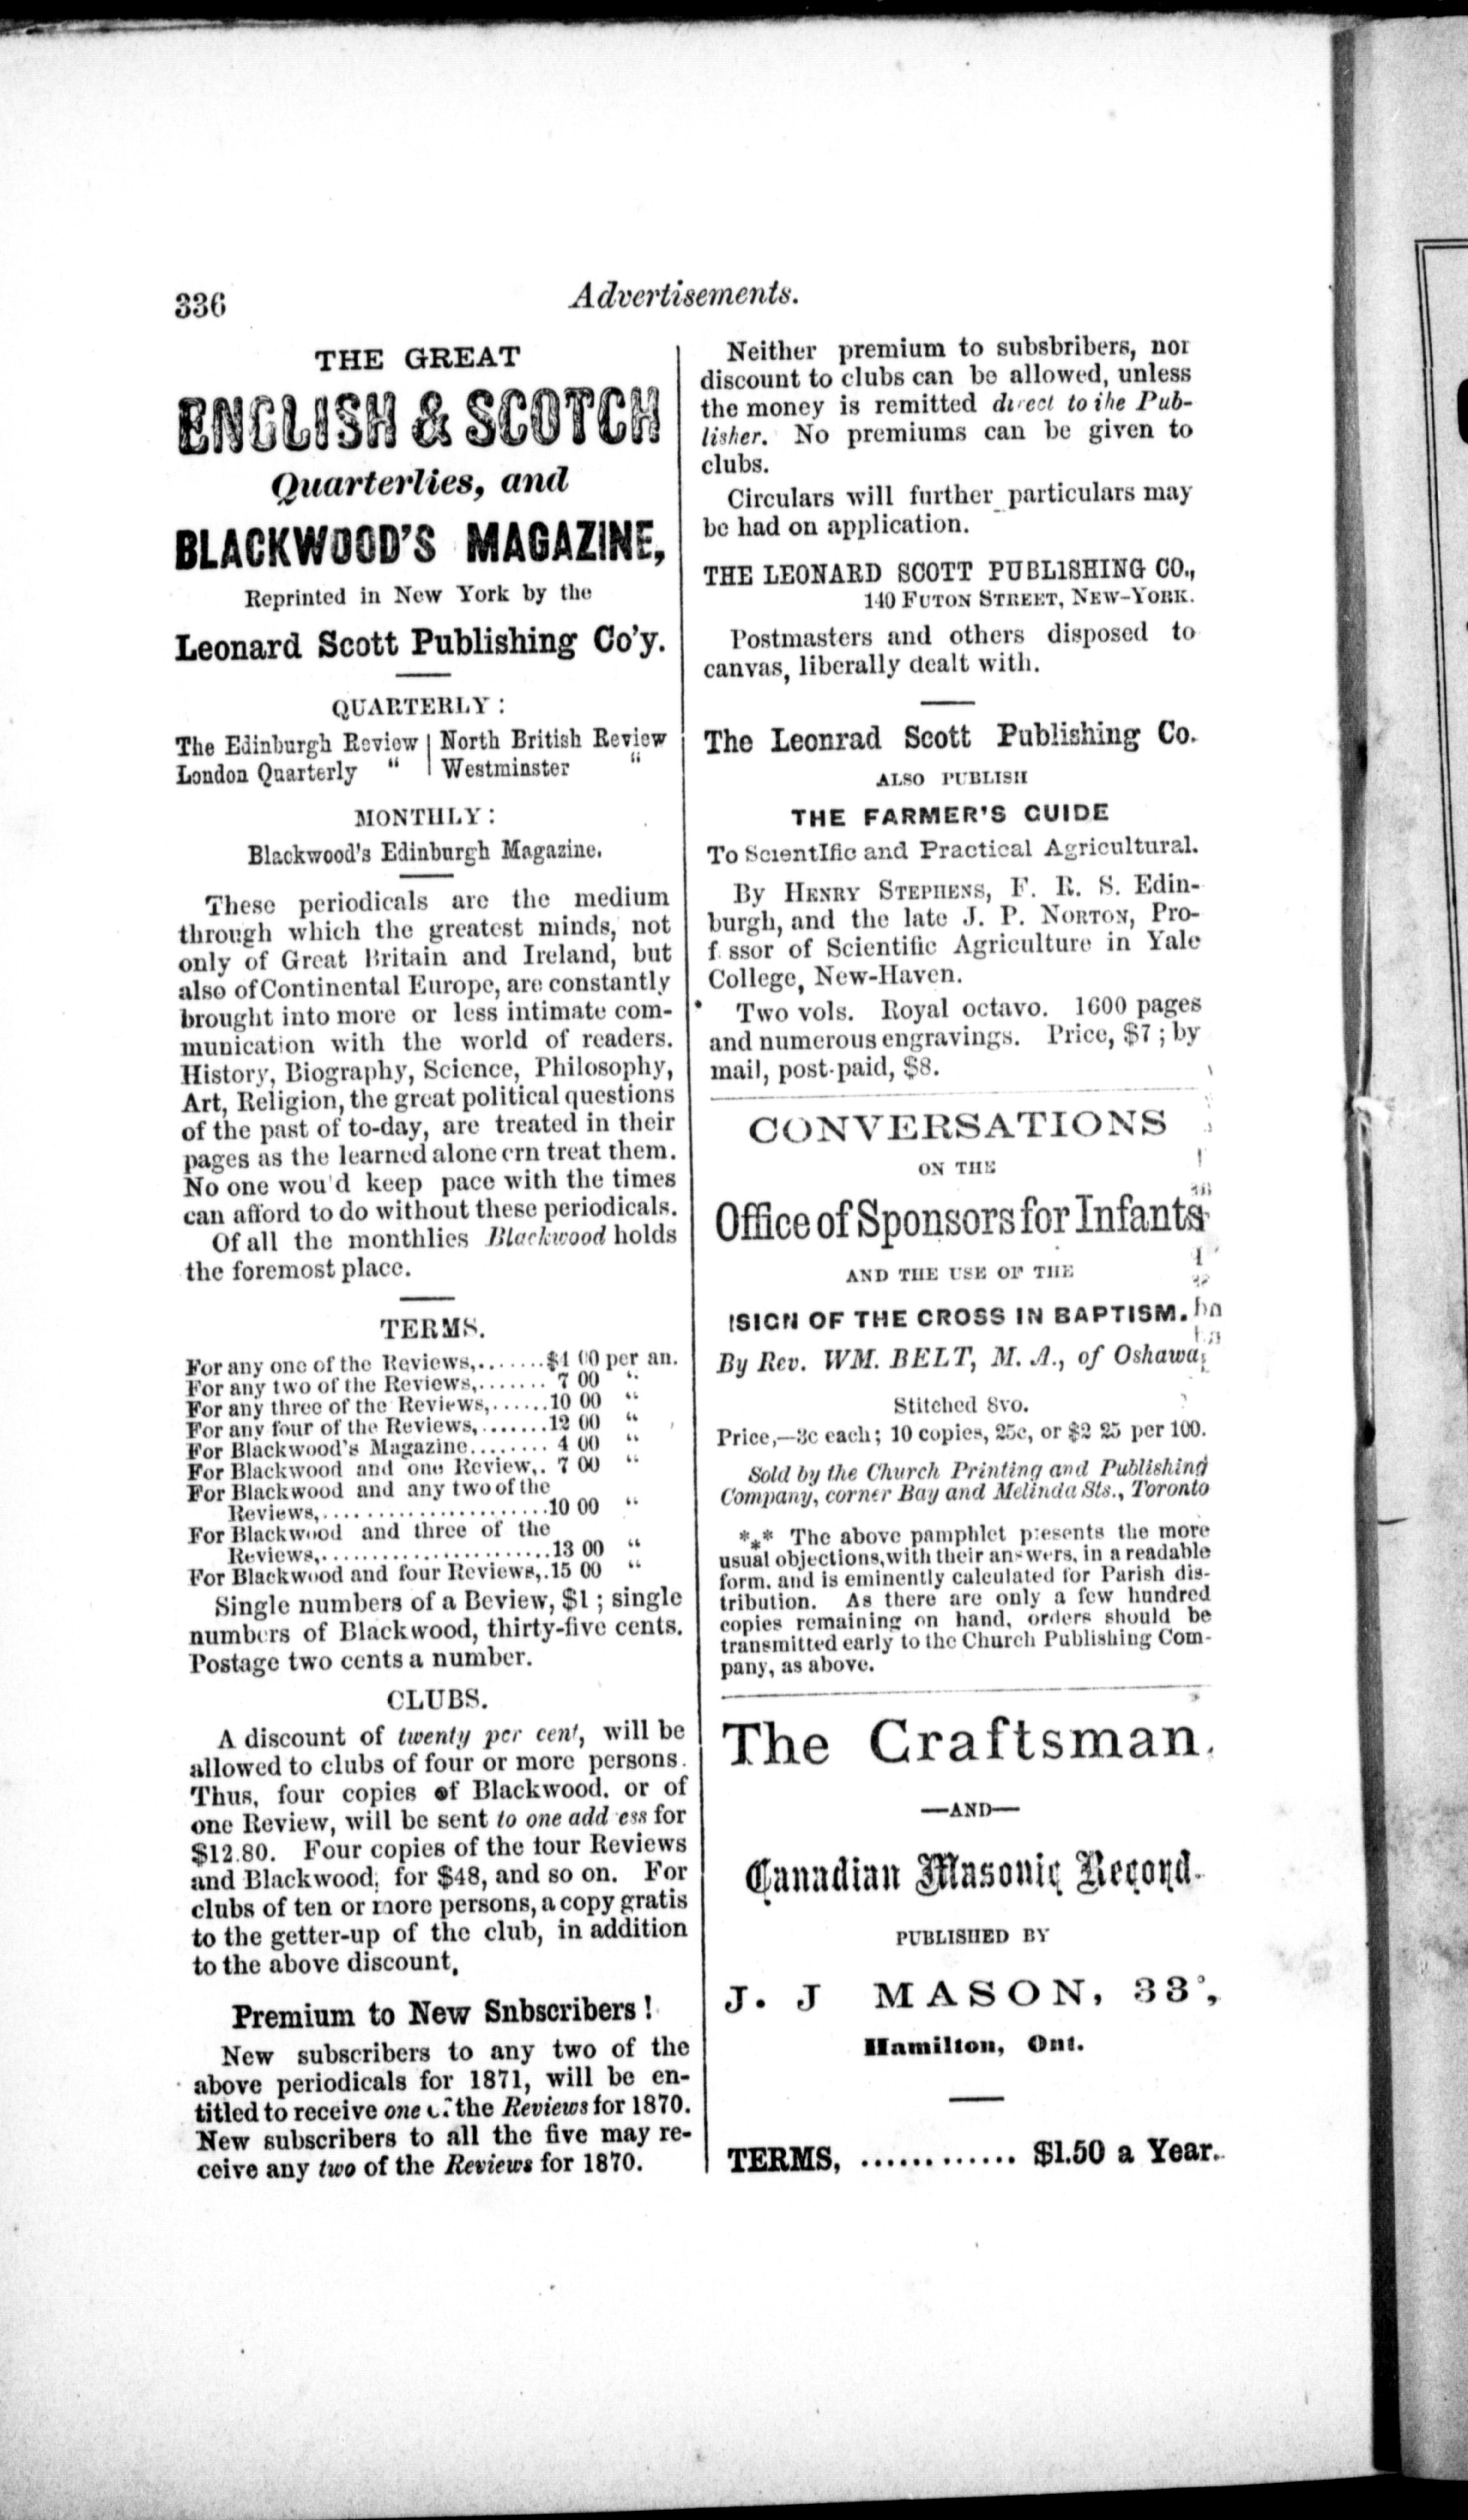 336
Advertisements.
THE GREAT
ENGLISH & SCOTCH
Quarterlies, and
BLACKWOOD'S MAGAZINE,
Reprinted in New York by the
Leonard Scott Publishing Co'y.
QUARTERLY:
The Edinburgh Review | North British Review
London Quarterly " | Westminster "
MONTHLY:
Blackwood's Edinburgh Magazine.
These periodicals are the medium
through which the greatest minds, not
only of Great Britain and Ireland, but
also of Continental Europe, are constantly
brought into more or less intimate com-
munication with the world of readers.
History, Biography, Science, Philosophy,
Art, Religion, the great political questions
of the past of to-day, are treated in their
pages as the learned alone crn treat them.
No one wou'd keep pace with the times
can afford to do without these periodicals.
Of all the monthlies Blackwood holds
the foremost place.
TERMS.
For any one of the Reviews,.......$4 00 per an.
For any two of the Reviews,....... 7 00 "
For any three of the Reviews,......10 00 "
For any four of the Reviews,.......12 00 "
For Blackwood's Magazine........ 4 00 "
For Blackwood and one Review,. 7 00 "
For Blackwood and any two of the
Reviews,......................10 00 "
For Blackwood and three of the
Reviews,.......................13 00 "
For Blackwood and four Reviews,.15 00 "
Single numbers of a Beview, $1; single
numbers of Blackwood, thirty-five cents.
Postage two cents a number.
CLUBS.
A discount of twenty per cent, will be
allowed to clubs of four or more persons.
Thus, four copies of Blackwood. or of
one Review, will be sent to one add ess for
$12.80. Four copies of the four Reviews
and Blackwood, for $48, and so on. For
clubs of ten or more persons, a copy gratis
to the getter-up of the club, in addition
to the above discount,
Premium to New Snbscribers!
New subscribers to any two of the
above periodicals for 1871, will be en-
titled to receive one of the Reviews for 1870.
New subscribers to all the five may re-
ceive any two of the Reviews for 1870.
Neither premium to subsbribers, nor
discount to clubs can be allowed, unless
the money is remitted direct to the Pub-
lisher. No premiums can be given to
clubs.
Circulars will further particulars may
be had on application.
THE LEONARD SCOTT PUBLISHING CO.,
140 FUTON STREET, NEW-YORK.
Postmasters and others disposed to
canvas, liberally dealt with.
The Leonrad Scott Publishing Co.
ALSO PUBLISH
THE FARMER'S GUIDE
To ScientIfic and Practical Agricultural.
By HENRY STEPHENS, F. R. S. Edin-
burgh, and the late J. P. NORTON, Pro-
f ssor of Scientific Agriculture in Yale
College, New-Haven.
Two vols. Royal octavo. 1600 pages
and numerous engravings. Price, $7; by
mail, post-paid, $8.
CONVERSATIONS
ON THE
Office of Sponsors for Infants
AND THE USE OF THE
SIGN OF THE CROSS IN BAPTISM.
By Rev. WM. BELT, M. A., of Oshawa,
Stitched 8vo.
Price,—3c each; 10 copies, 25c, or $2 25 per 100.
Sold by the Church Printing and Publishing
Company, corner Bay and Melinda Sts., Toronto
*** The above pamphlet presents the more
usual objections, with their answers, in a readable
form. and is eminently calculated for Parish dis-
tribution. As there are only a few hundred
copies remaining on hand, orders should be
transmitted early to the Church Publishing Com-
pany, as above.
The Craftsman.
—AND—
Canadian Masonic Record.
PUBLISHED BY
J. J MASON,
Hamilton, Ont.
TERMS, ............ $1.50 a Year.